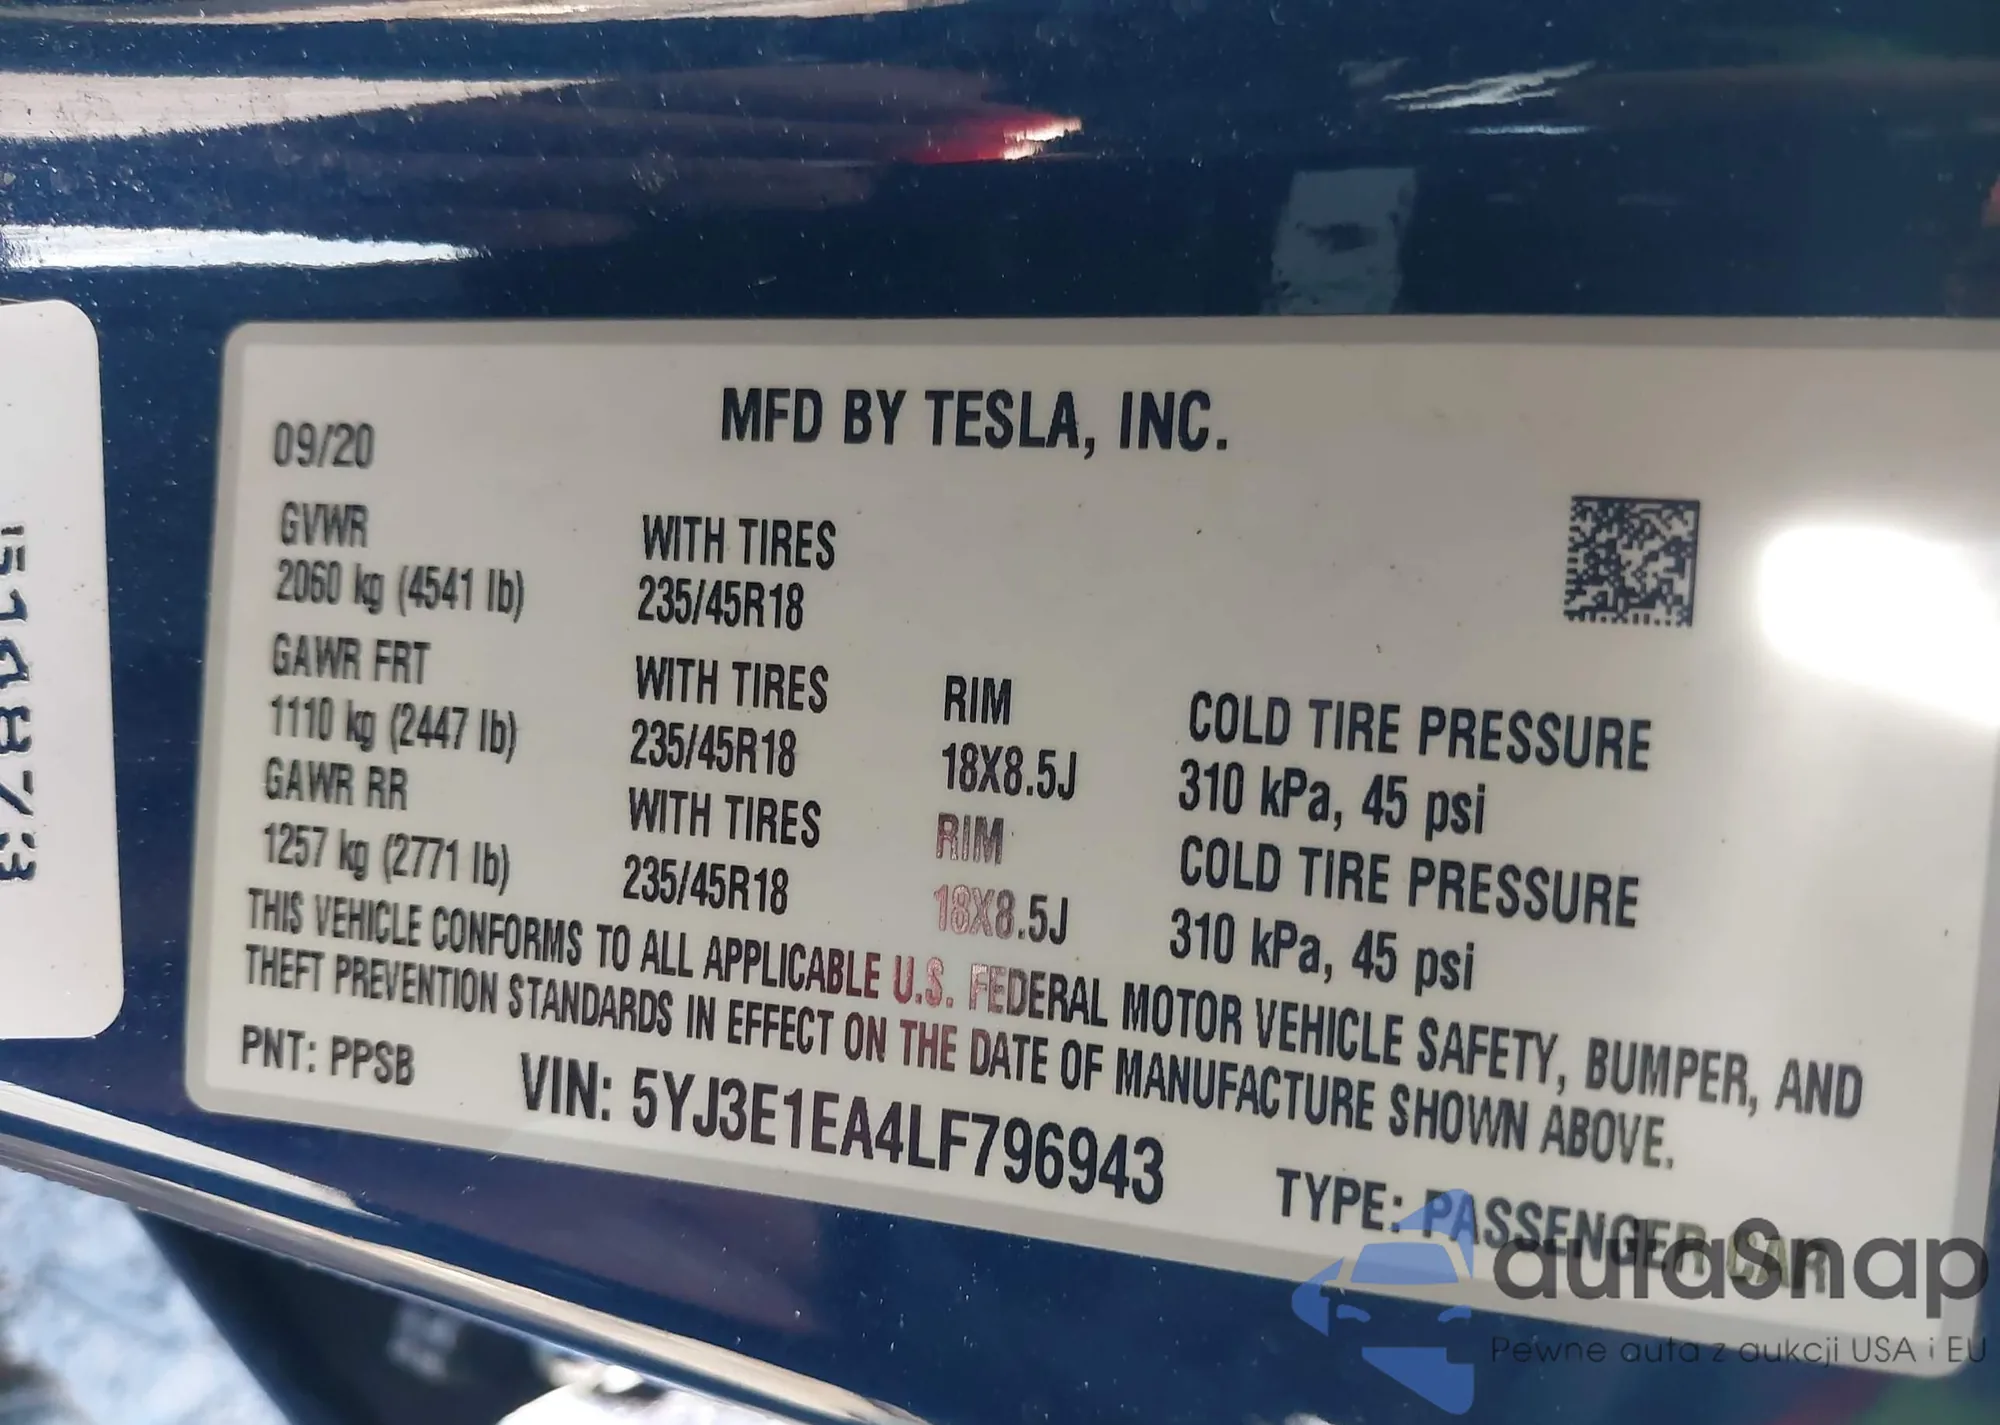 MFD BY TESLA, INC.
09/20
GVWR
2060 kg (4541 lb)
WITH TIRES
235/45R18
GAWR FRT
1110 kg (2447 lb)
WITH TIRES
235/45R18
RIM
18X8.5J
COLD TIRE PRESSURE
310 kPa, 45 psi
GAWR RR
1257 kg (2771 lb)
WITH TIRES
235/45R18
RIM
18X8.5J
COLD TIRE PRESSURE
310 kPa, 45 psi
THIS VEHICLE CONFORMS TO ALL APPLICABLE U.S. FEDERAL MOTOR VEHICLE SAFETY, BUMPER, AND
THEFT PREVENTION STANDARDS IN EFFECT ON THE DATE OF MANUFACTURE SHOWN ABOVE.
PNT: PPSB
VIN: 5YJ3E1EA4LF796943
TYPE: PASSENGER CAR
autaSnap
Pewne auta z aukcji USA i EU